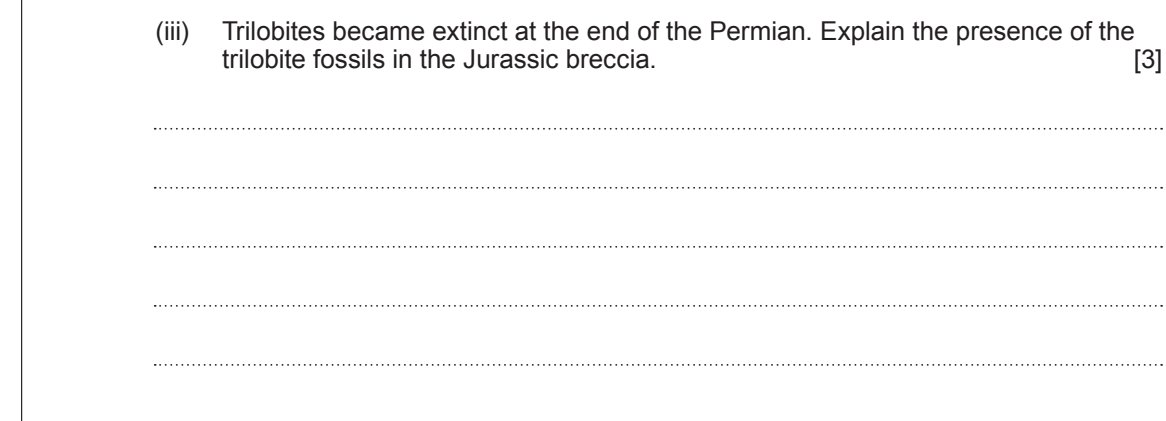 (iii) Trilobites became extinct at the end of the Permian. Explain the presence of the
trilobite fossils in the Jurassic breccia. [3]